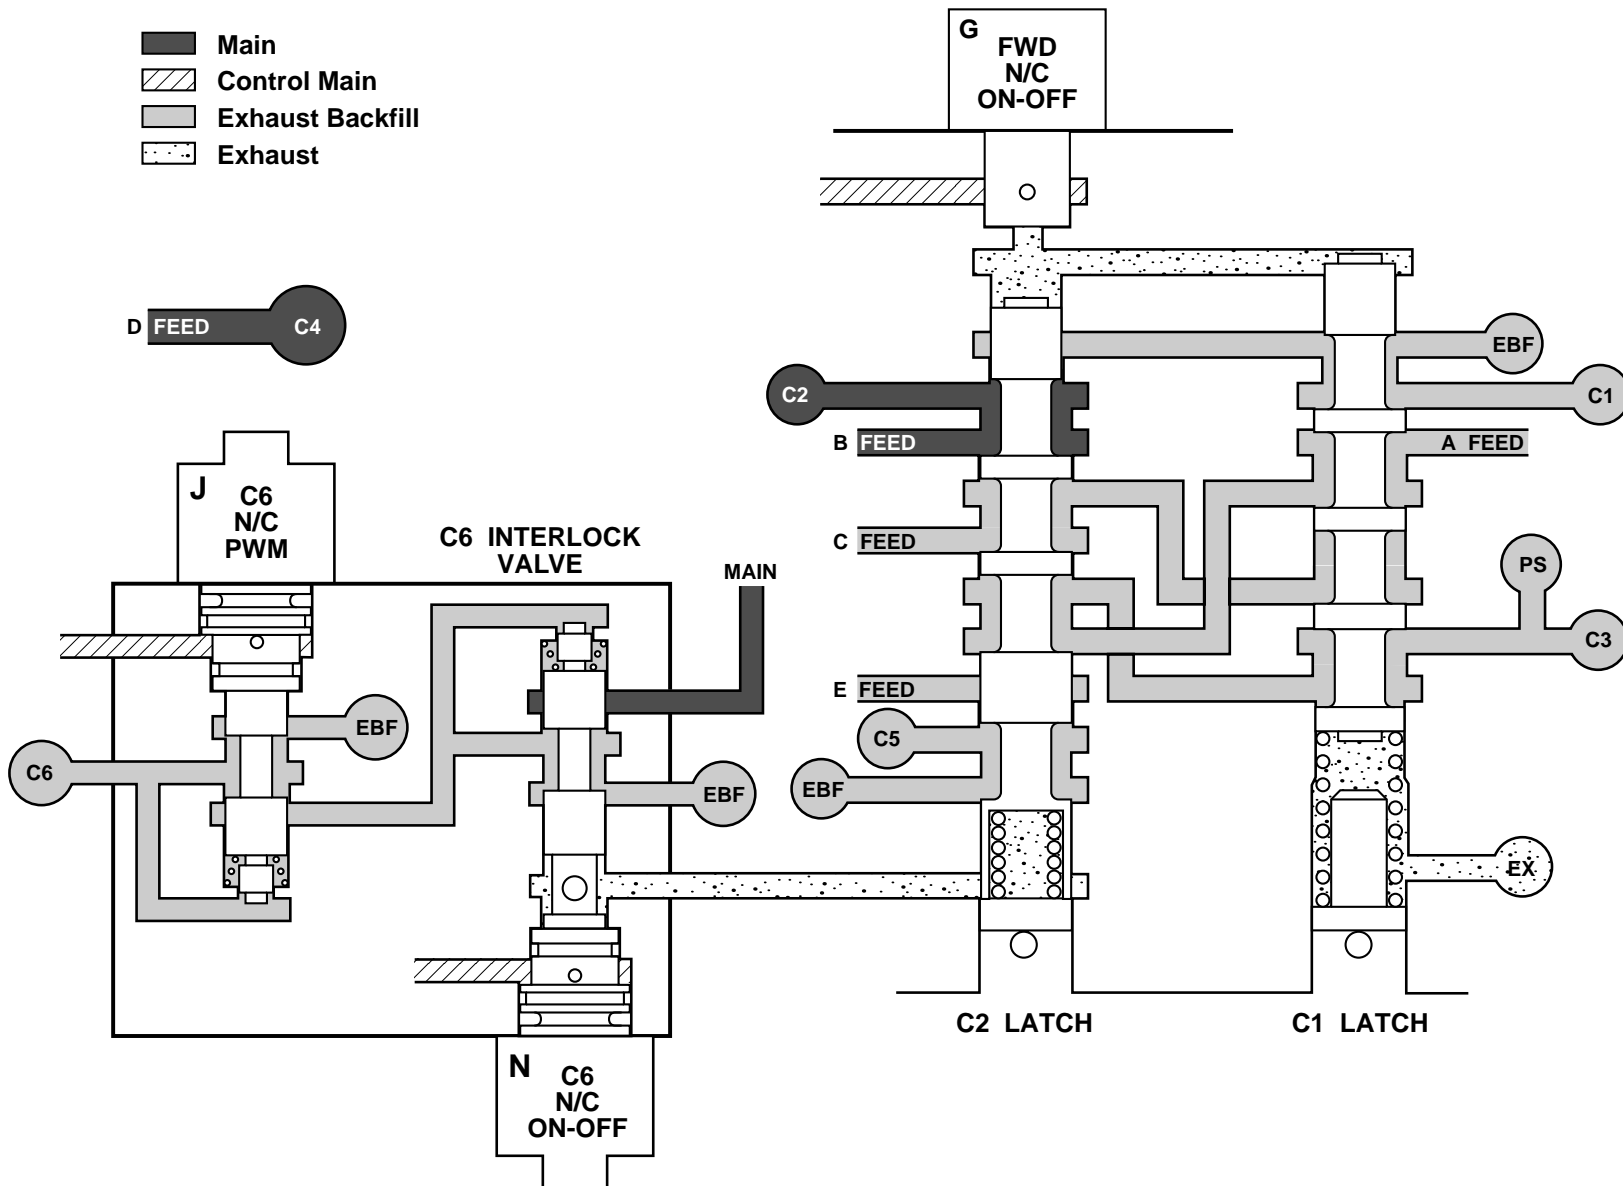 Main
Control Main
Exhaust Backfill
Exhaust
G
FWD
N/C
ON-OFF
D FEED C4
EBF
C2
C1
B FEED
A FEED
J
C6
N/C
PWM
C6 INTERLOCK
VALVE
C FEED
MAIN
PS
C3
E FEED
EBF
C5
C6
EBF
EBF
EX
C2 LATCH
C1 LATCH
N
C6
N/C
ON-OFF